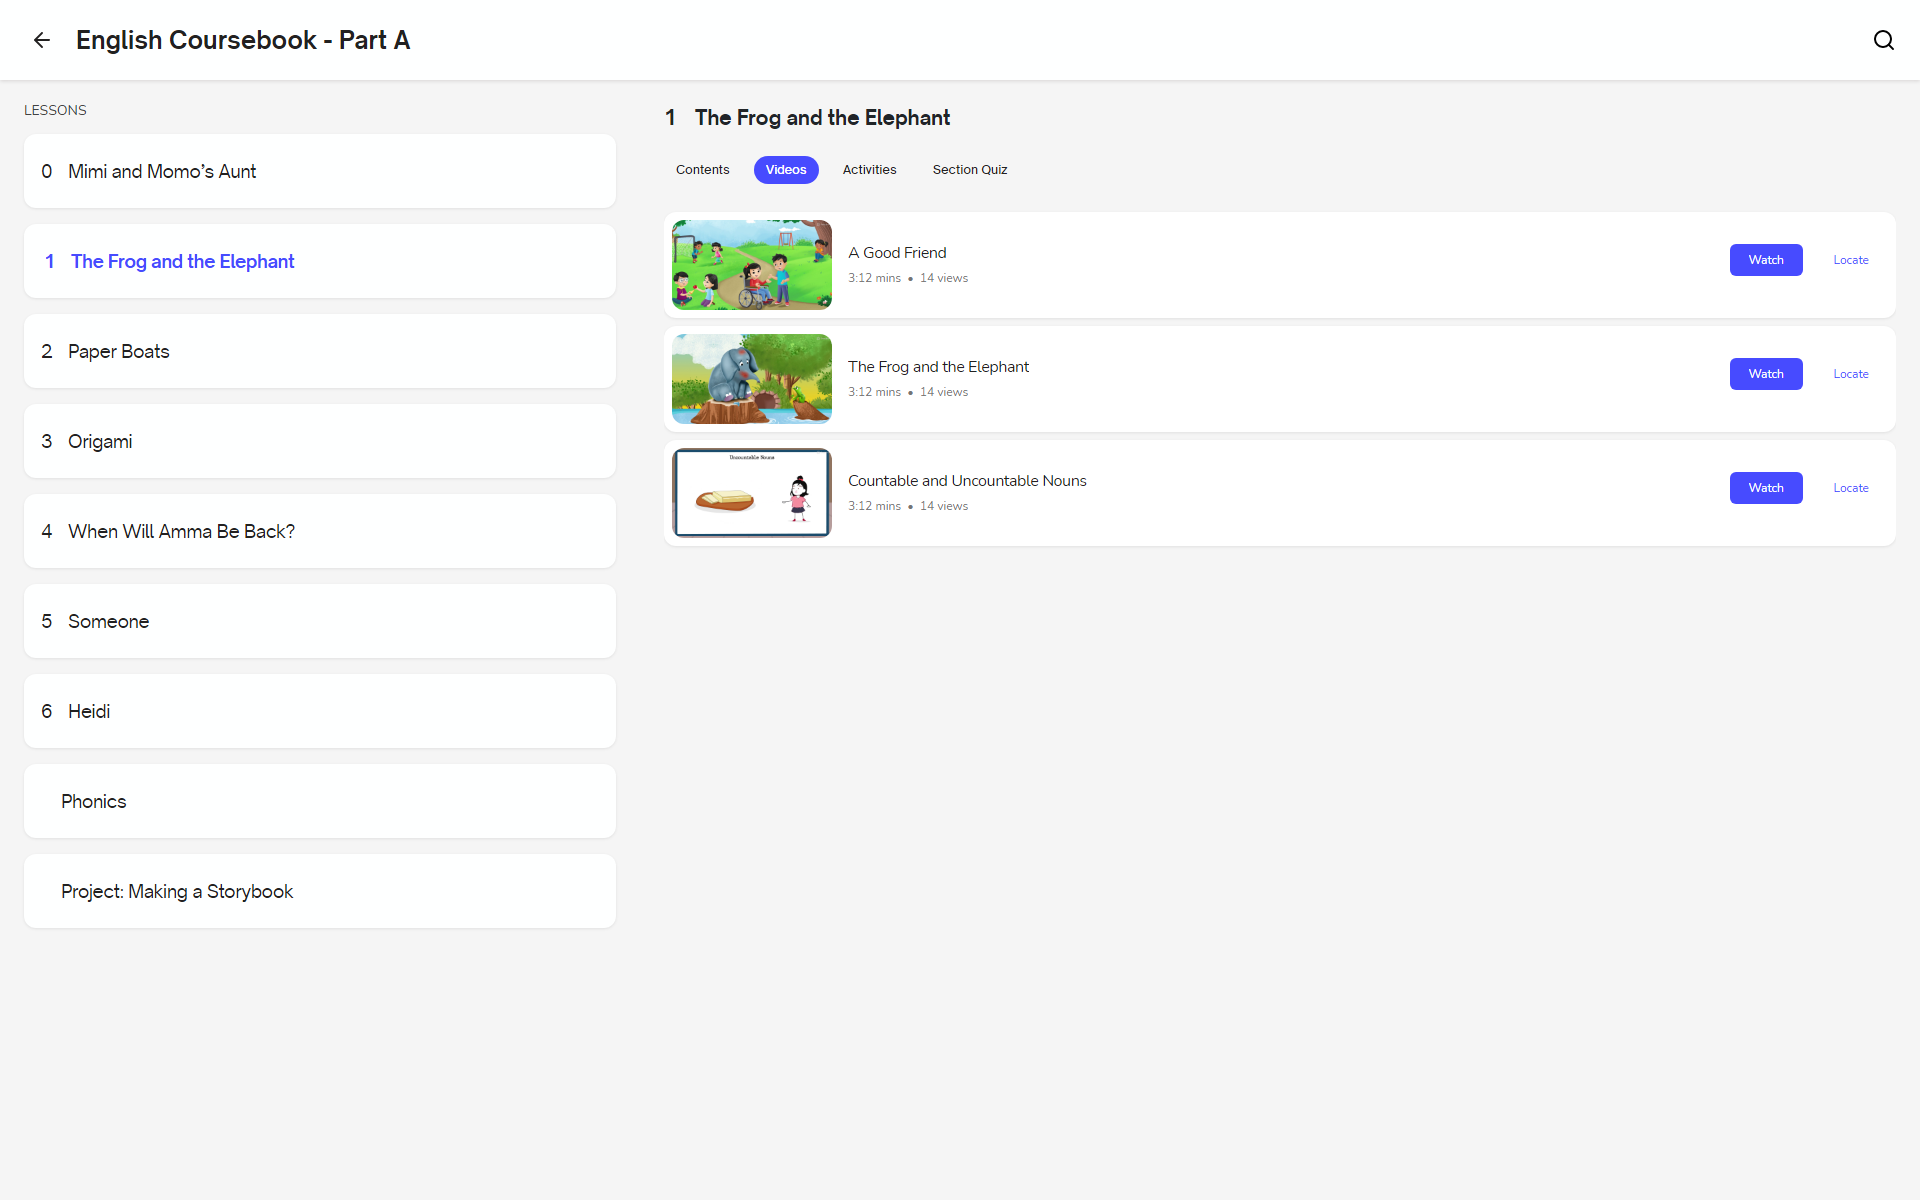 English Coursebook - Part A
LESSONS
0 Mimi and Momo’s Aunt
1 The Frog and the Elephant
2 Paper Boats
3 Origami
4 When Will Amma Be Back?
5 Someone
6 Heidi
Phonics
Project: Making a Storybook
1 The Frog and the Elephant
Contents Videos Activities Section Quiz
A Good Friend
3:12 mins • 14 views
Watch Locate
The Frog and the Elephant
3:12 mins • 14 views
Watch Locate
Uncountable Nouns
Countable and Uncountable Nouns
3:12 mins • 14 views
Watch Locate